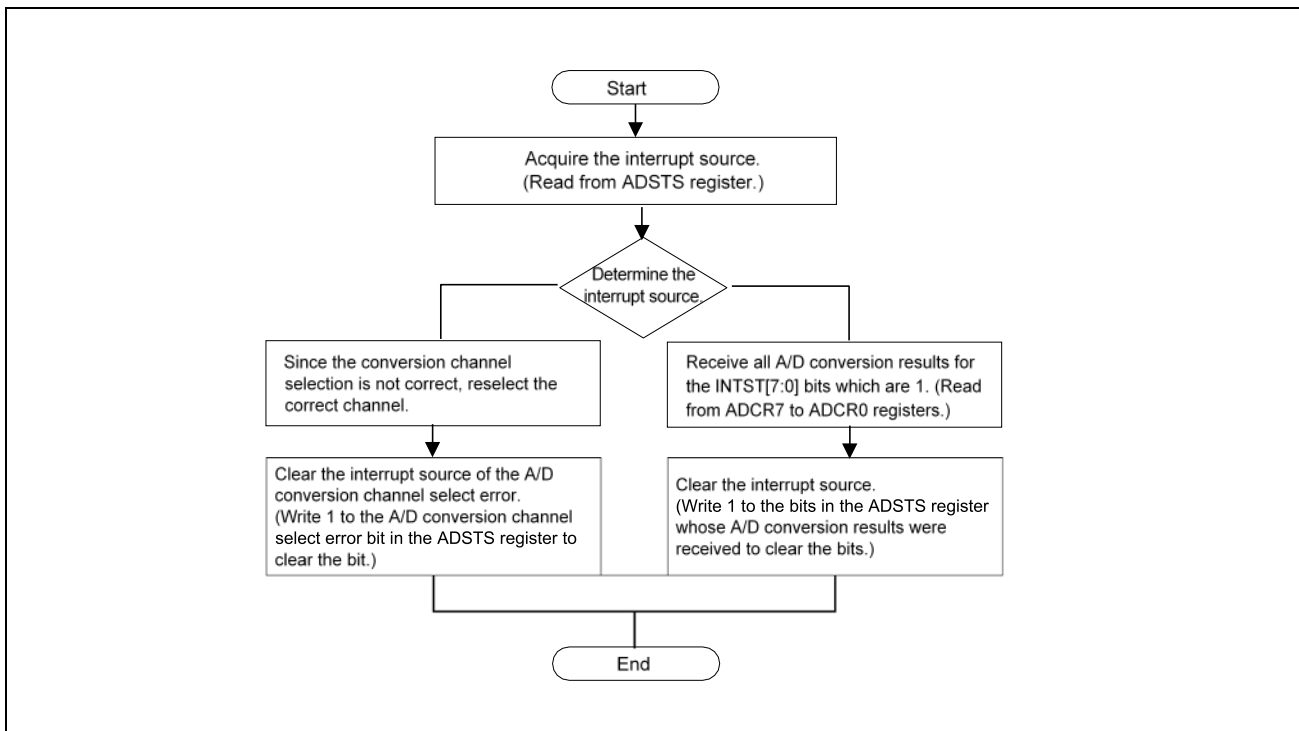 Start
Acquire the interrupt source.
(Read from ADSTS register.)
Determine the
interrupt source.
Since the conversion channel
selection is not correct, reselect the
correct channel.
Receive all A/D conversion results for
the INTST[7:0] bits which are 1. (Read
from ADCR7 to ADCR0 registers.)
Clear the interrupt source of the A/D
conversion channel select error.
(Write 1 to the A/D conversion channel
select error bit in the ADSTS register to
clear the bit.)
Clear the interrupt source.
(Write 1 to the bits in the ADSTS register
whose A/D conversion results were
received to clear the bits.)
End